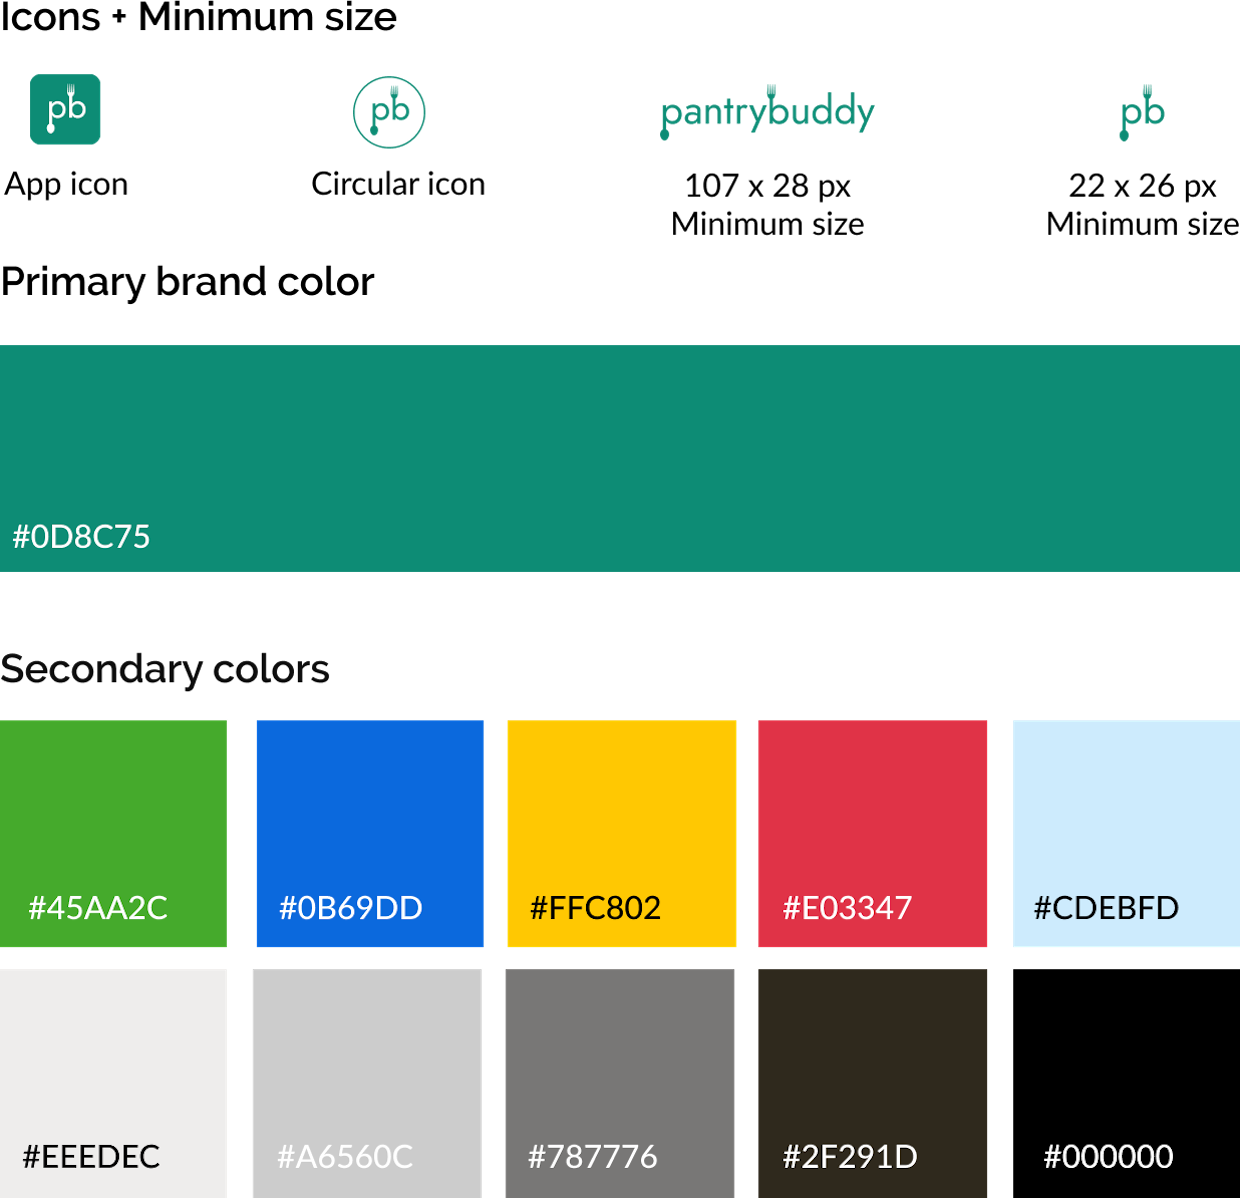 Icons + Minimum size
pb
pb
pantrybuddy
pb
App icon
Circular icon
107 x 28 px
Minimum size
22 x 26 px
Minimum size
Primary brand color
#0D8C75
Secondary colors
#45AA2C
#0B69DD
#FFC802
#E03347
#CDEBFD
#EEEDEC
#A6560C
#787776
#2F291D
#000000